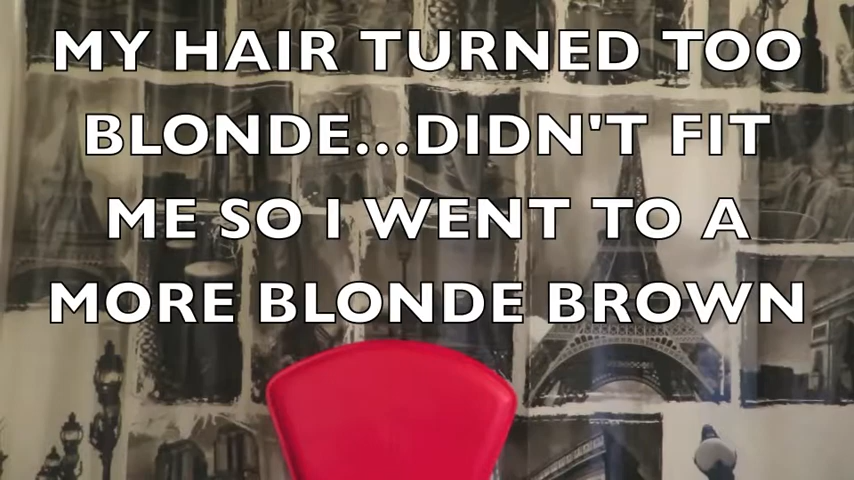 MY HAIR TURNED TOO
BLONDE...DIDN'T FIT
ME SO I WENT TO A
MORE BLONDE BROWN